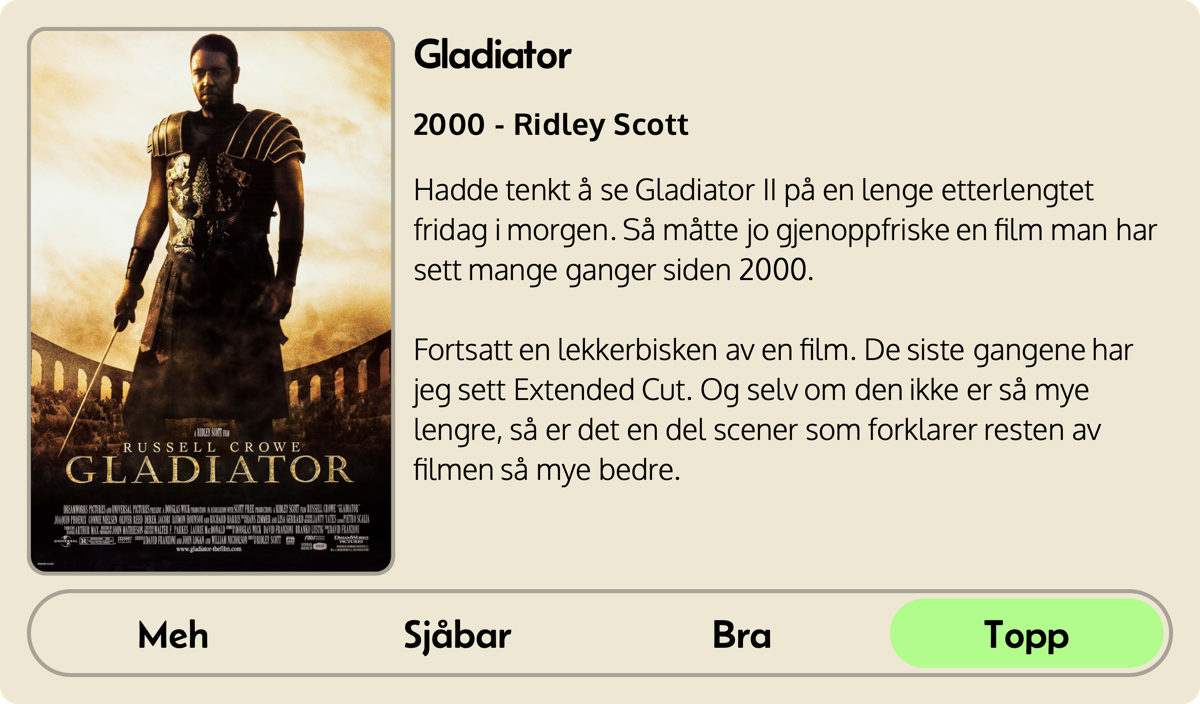 Gladiator
2000 - Ridley Scott
Hadde tenkt å se Gladiator II på en lenge etterlengtet
fridag i morgen. Så måtte jo gjenoppfriske en film man har
sett mange ganger siden 2000.
Fortsatt en lekkerbisken av en film. De siste gangene har
jeg sett Extended Cut. Og selv om den ikke er så mye
lengre, så er det en del scener som forklarer resten av
filmen så mye bedre.
A RIDLEY SCOTT FILM
RUSSELL CROWE
GLADIATOR
www.gladiator-thefilm.com
Meh
Sjåbar
Bra
Topp